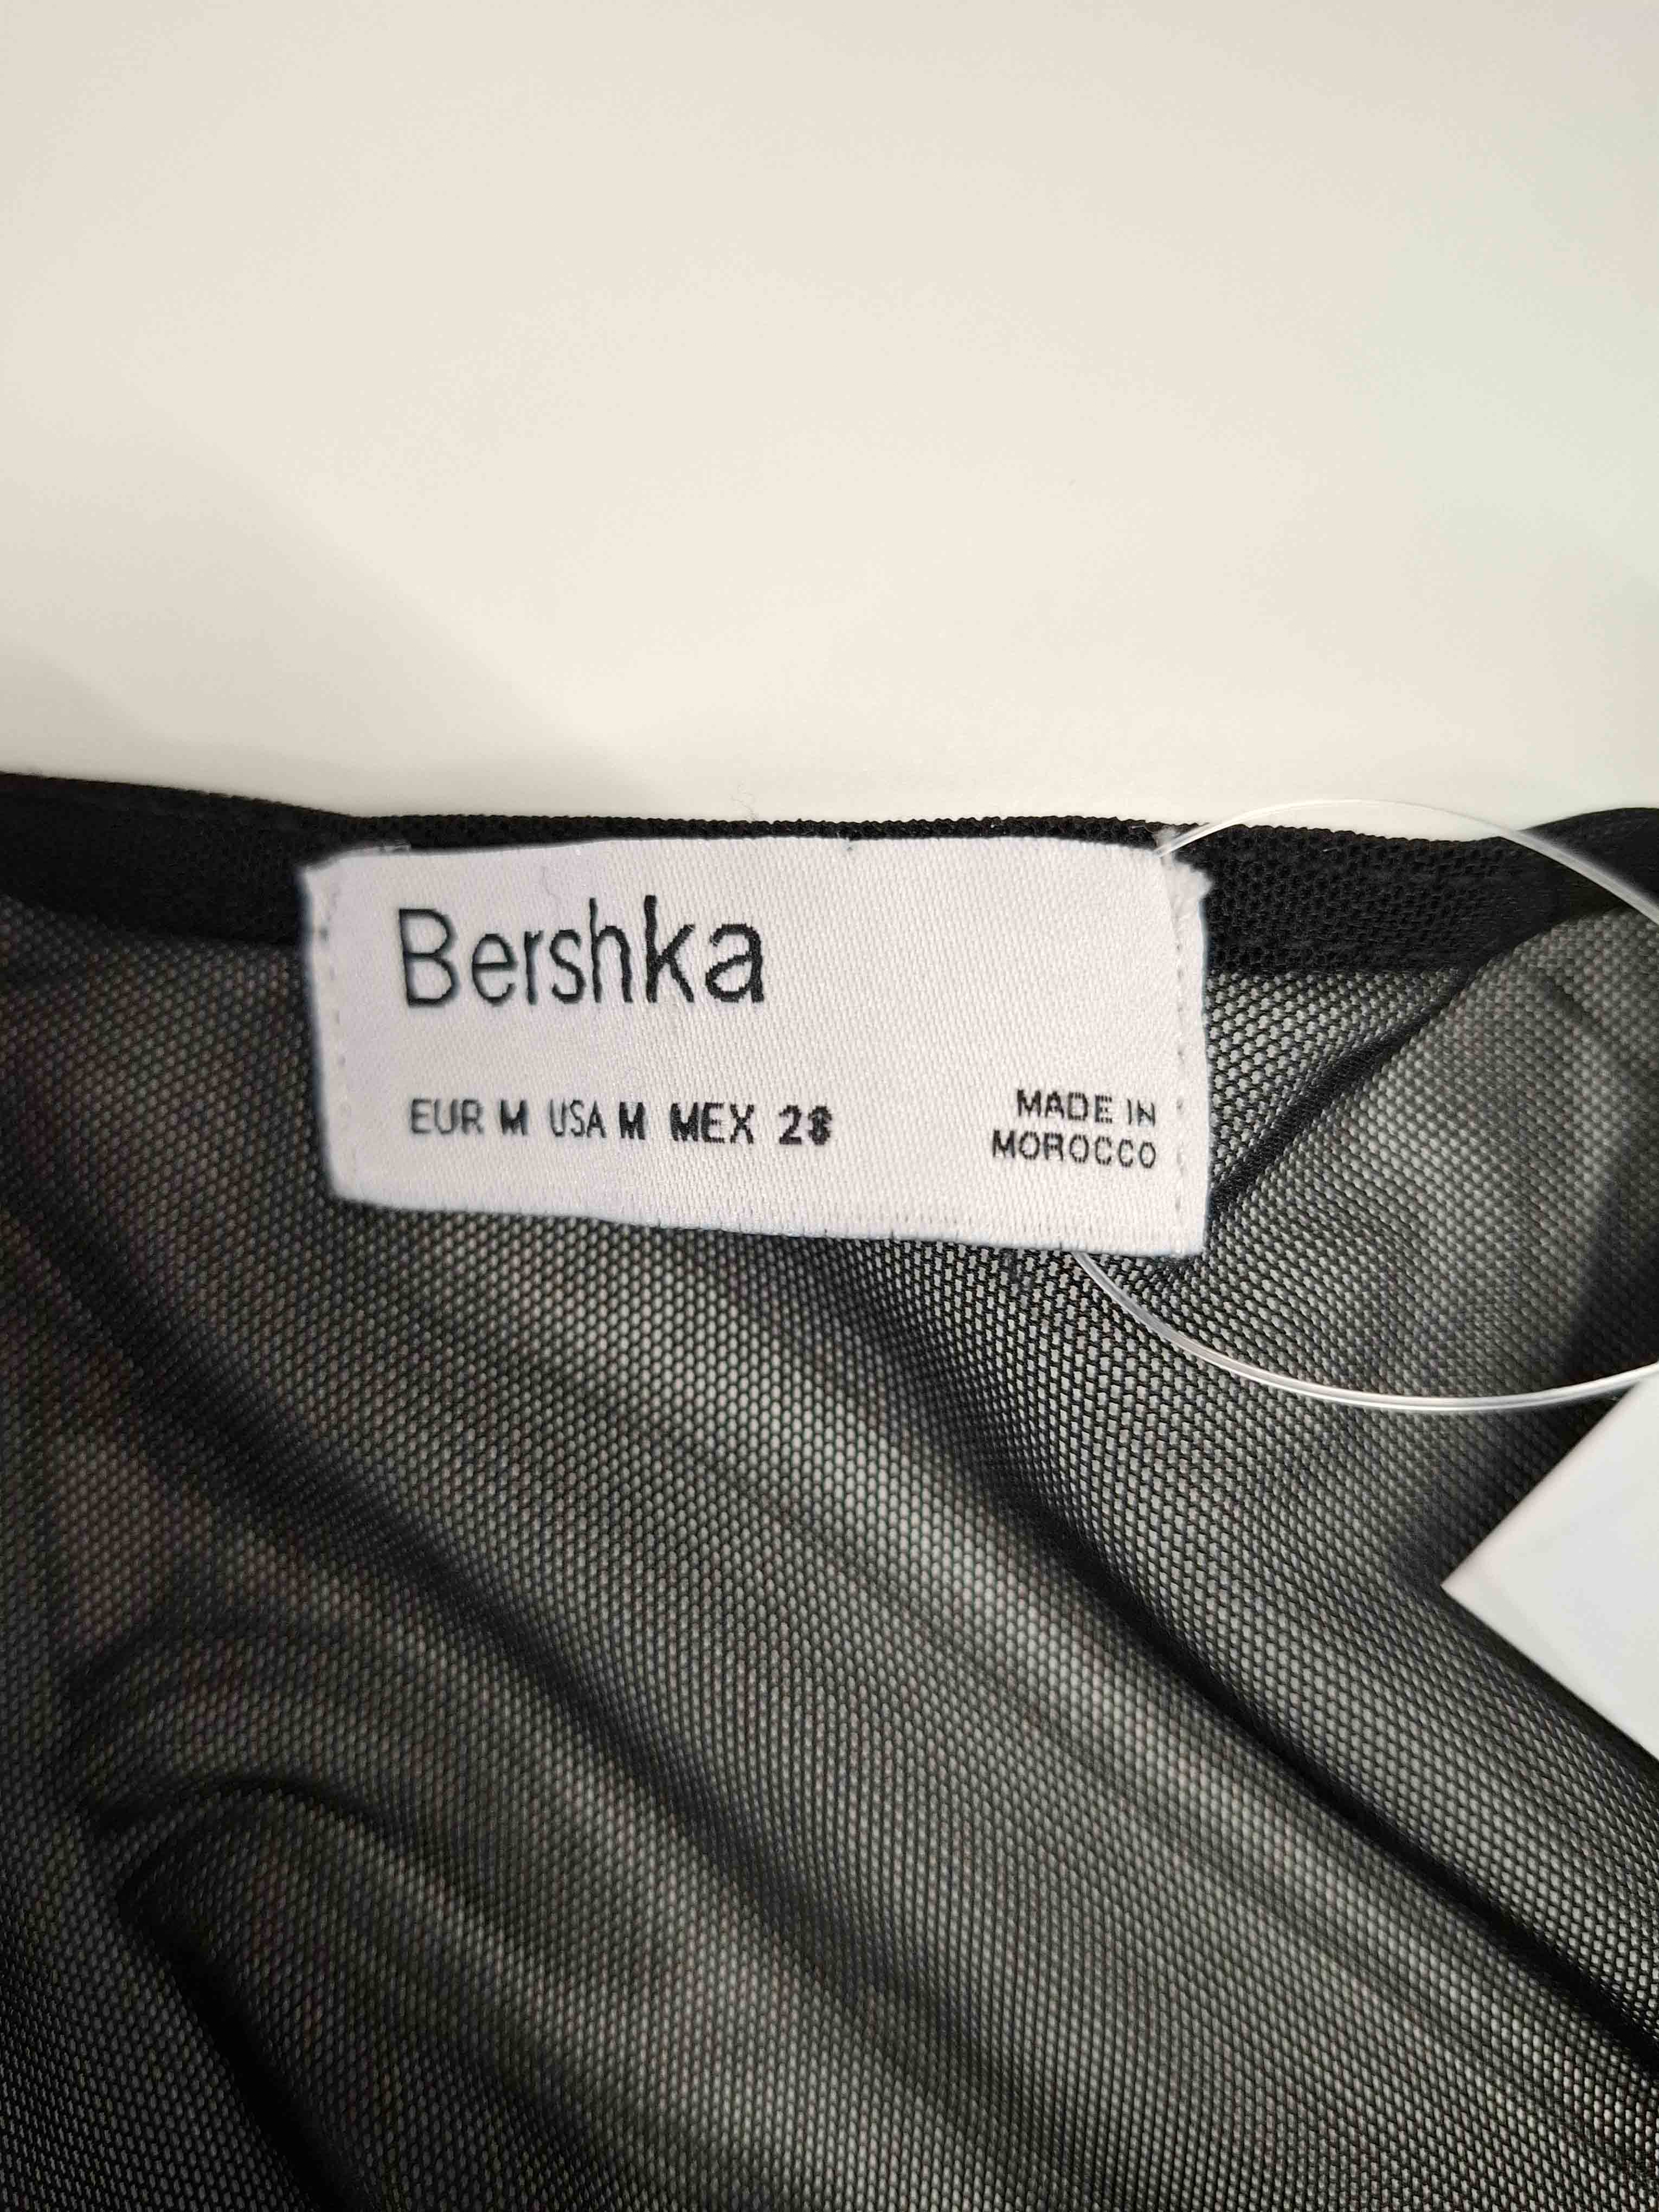 Bershka
EUR M USA M MEX 28
MADE IN
MOROCCO